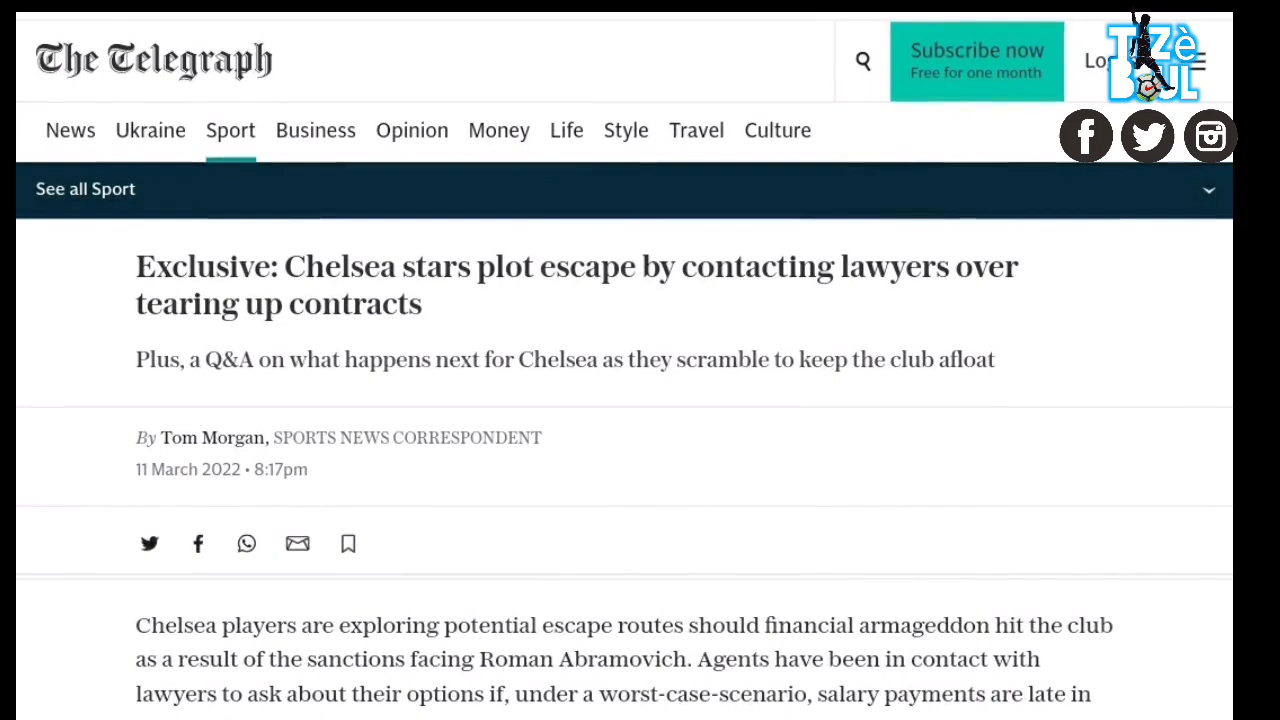 The Telegraph
Subscribe now
Free for one month
Lo
TiZè
BOUL
News Ukraine Sport Business Opinion Money Life Style Travel Culture
See all Sport
Exclusive: Chelsea stars plot escape by contacting lawyers over
tearing up contracts
Plus, a Q&A on what happens next for Chelsea as they scramble to keep the club afloat
By Tom Morgan, SPORTS NEWS CORRESPONDENT
11 March 2022 • 8:17pm
Chelsea players are exploring potential escape routes should financial armageddon hit the club
as a result of the sanctions facing Roman Abramovich. Agents have been in contact with
lawyers to ask about their options if, under a worst-case-scenario, salary payments are late in